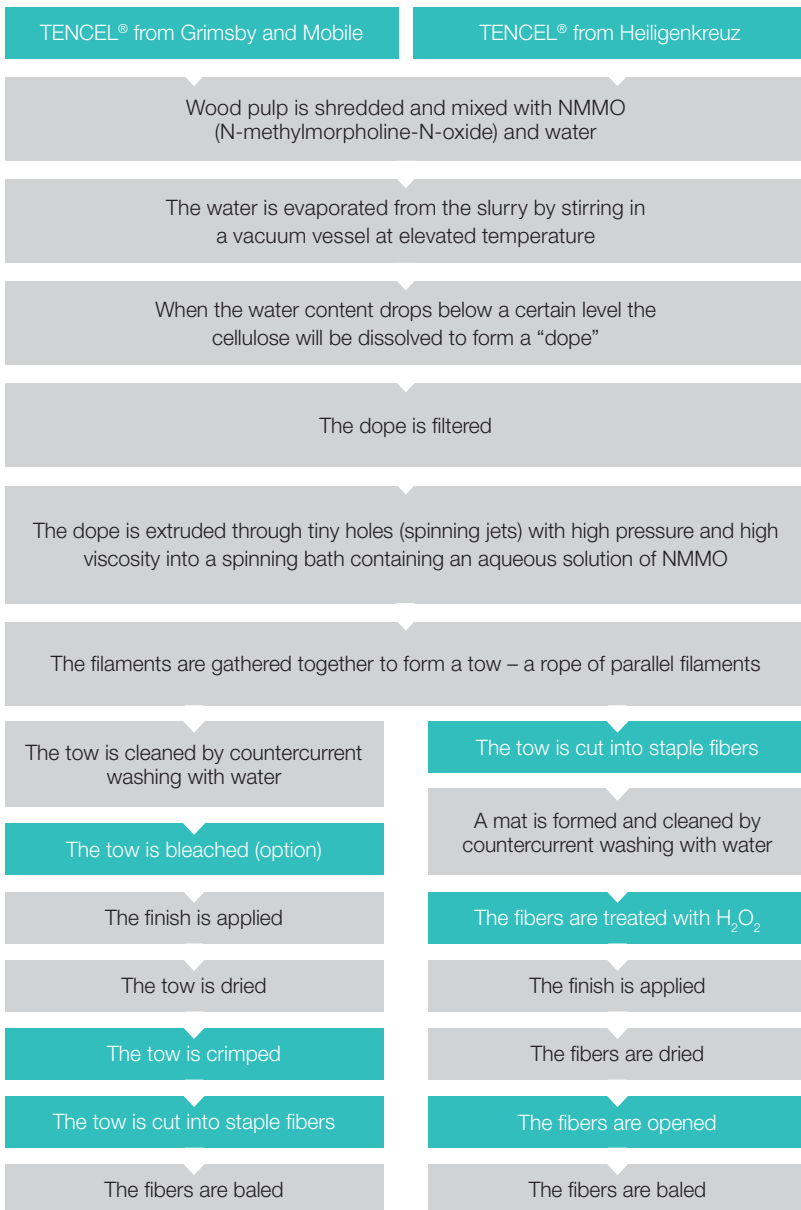 TENCEL® from Grimsby and Mobile
TENCEL® from Heiligenkreuz
Wood pulp is shredded and mixed with NMMO
(N-methylmorpholine-N-oxide) and water
The water is evaporated from the slurry by stirring in
a vacuum vessel at elevated temperature
When the water content drops below a certain level the
cellulose will be dissolved to form a “dope”
The dope is filtered
The dope is extruded through tiny holes (spinning jets) with high pressure and high
viscosity into a spinning bath containing an aqueous solution of NMMO
The filaments are gathered together to form a tow – a rope of parallel filaments
The tow is cleaned by countercurrent
washing with water
The tow is bleached (option)
The finish is applied
The tow is dried
The tow is crimped
The tow is cut into staple fibers
The fibers are baled
The tow is cut into staple fibers
A mat is formed and cleaned by
countercurrent washing with water
The fibers are treated with H₂O₂
The finish is applied
The fibers are dried
The fibers are opened
The fibers are baled